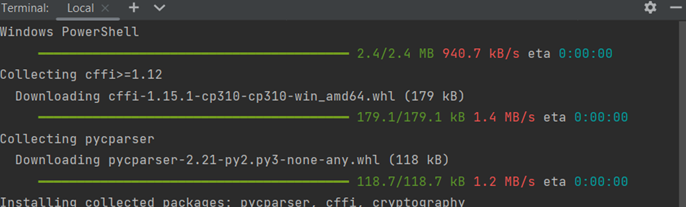 Terminal: Local × + ∨
Windows PowerShell
2.4/2.4 MB 940.7 kB/s eta 0:00:00
Collecting cffi>=1.12
Downloading cffi-1.15.1-cp310-cp310-win_amd64.whl (179 kB)
179.1/179.1 kB 1.4 MB/s eta 0:00:00
Collecting pycparser
Downloading pycparser-2.21-py2.py3-none-any.whl (118 kB)
118.7/118.7 kB 1.2 MB/s eta 0:00:00
Installing collected packages: pycparser, cffi, cryptography